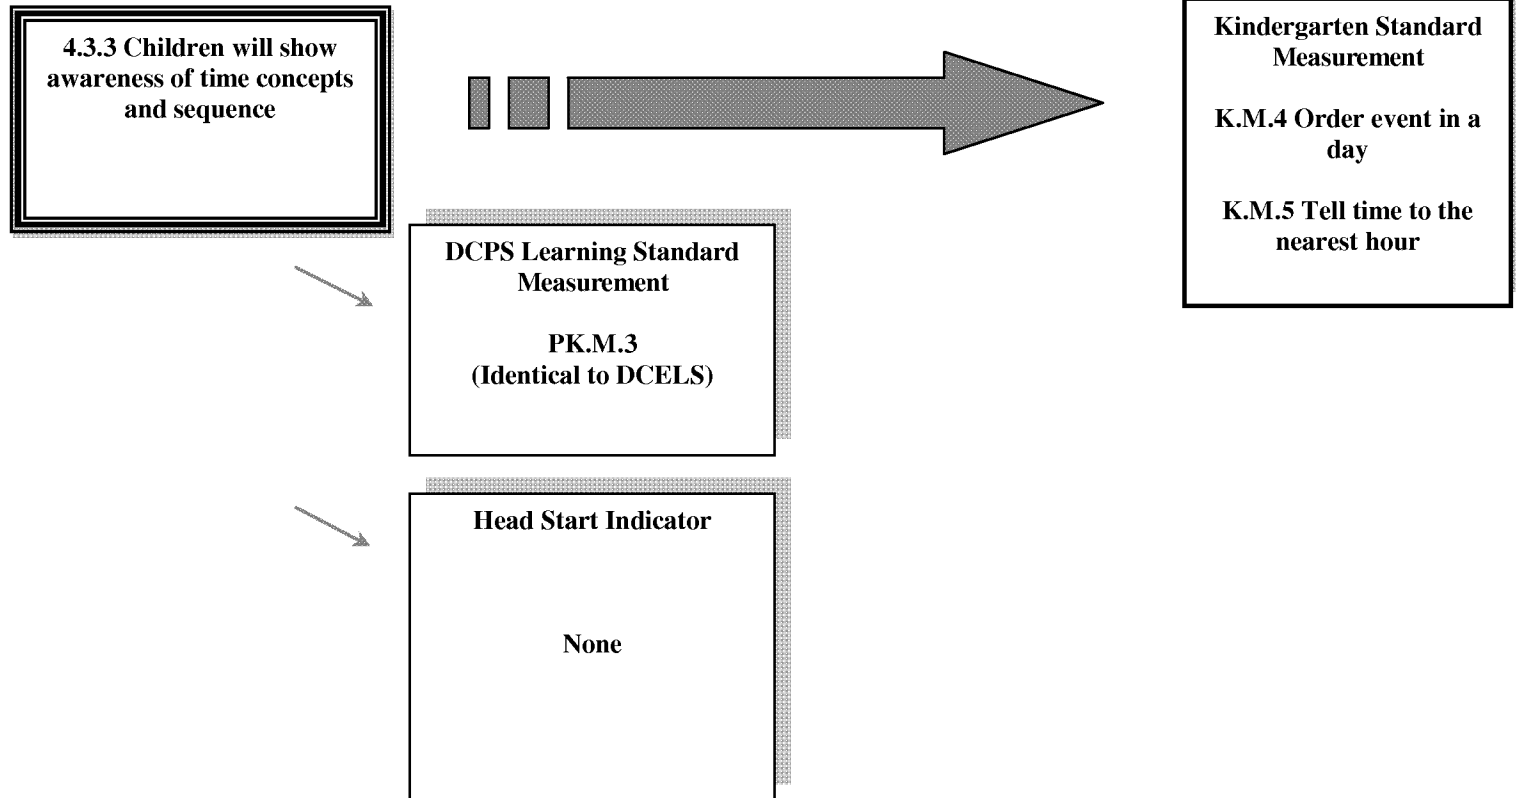 4.3.3 Children will show
awareness of time concepts
and sequence
Kindergarten Standard
Measurement
K.M.4 Order event in a
day
K.M.5 Tell time to the
nearest hour
DCPS Learning Standard
Measurement
PK.M.3
(Identical to DCELS)
Head Start Indicator
None